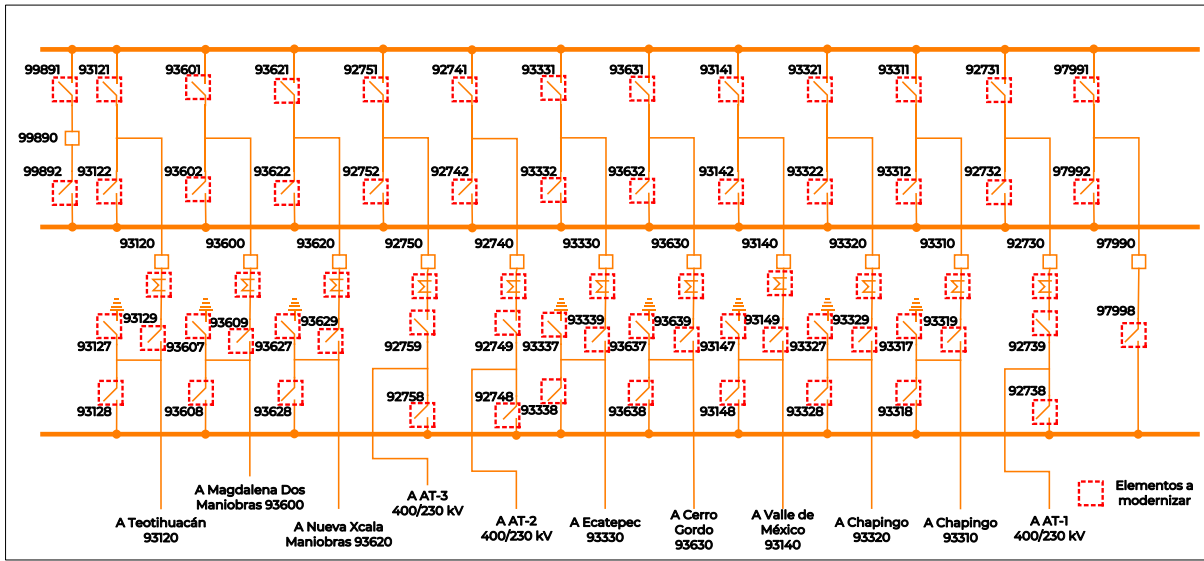 99891 93121 93601 93621 92751 92741 93331 93631 93141 93321 93311 92731 97991
99890
99892 93122 93602 93622 92752 92742 93332 93632 93142 93322 93312 92732 97992
93120 93600 93620 92750 92740 93330 93630 93140 93320 93310 92730 97990
97998
93129 93609 93629 93339 93639 93149 93329 93319
93127 93607 93627 92759 92749 93337 93637 93147 93327 93317 92739
92758 92748 92738
93128 93608 93628 93338 93638 93148 93328 93318
A Teotihuacán
93120
A Magdalena Dos
Maniobras 93600
A Nueva Xcala
Maniobras 93620
A AT-3
400/230 kV
A AT-2
400/230 kV
A Ecatepec
93330
A Cerro
Gordo
93630
A Valle de
México
93140
A Chapingo
93320
A Chapingo
93310
A AT-1
400/230 kV
Elementos a
modernizar